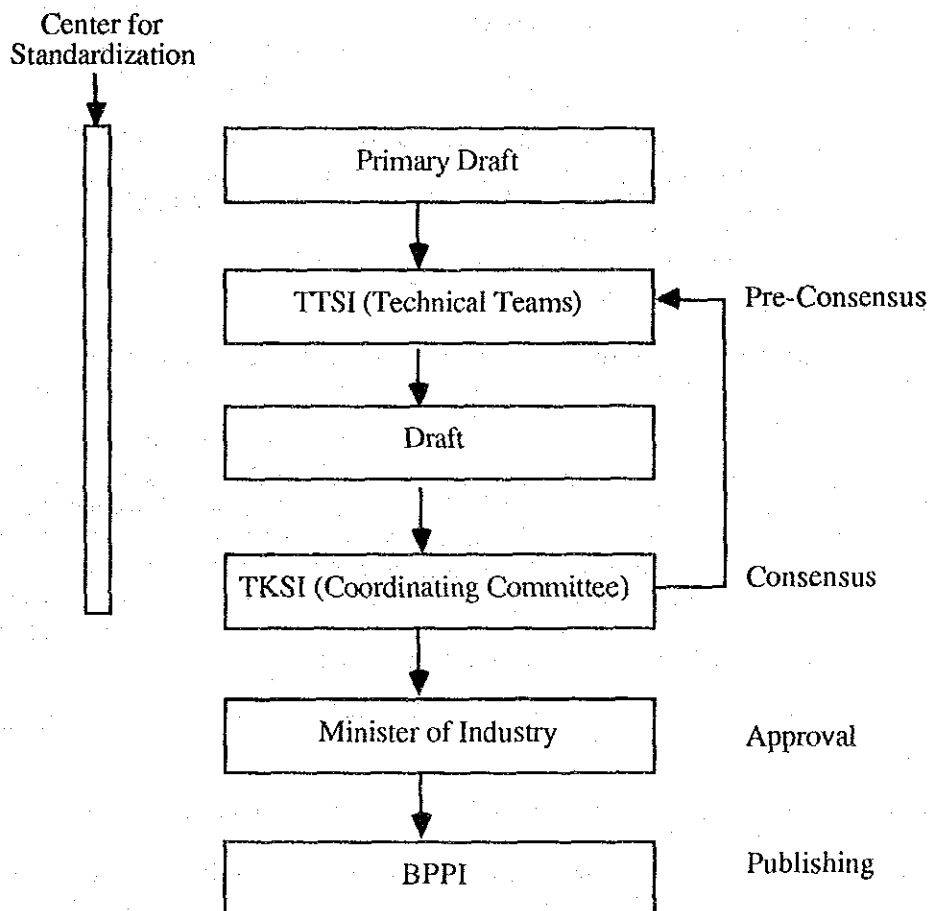 Center for
Standardization
Primary Draft
TTSI (Technical Teams)
Pre-Consensus
Draft
TKSI (Coordinating Committee)
Consensus
Minister of Industry
Approval
BPPI
Publishing